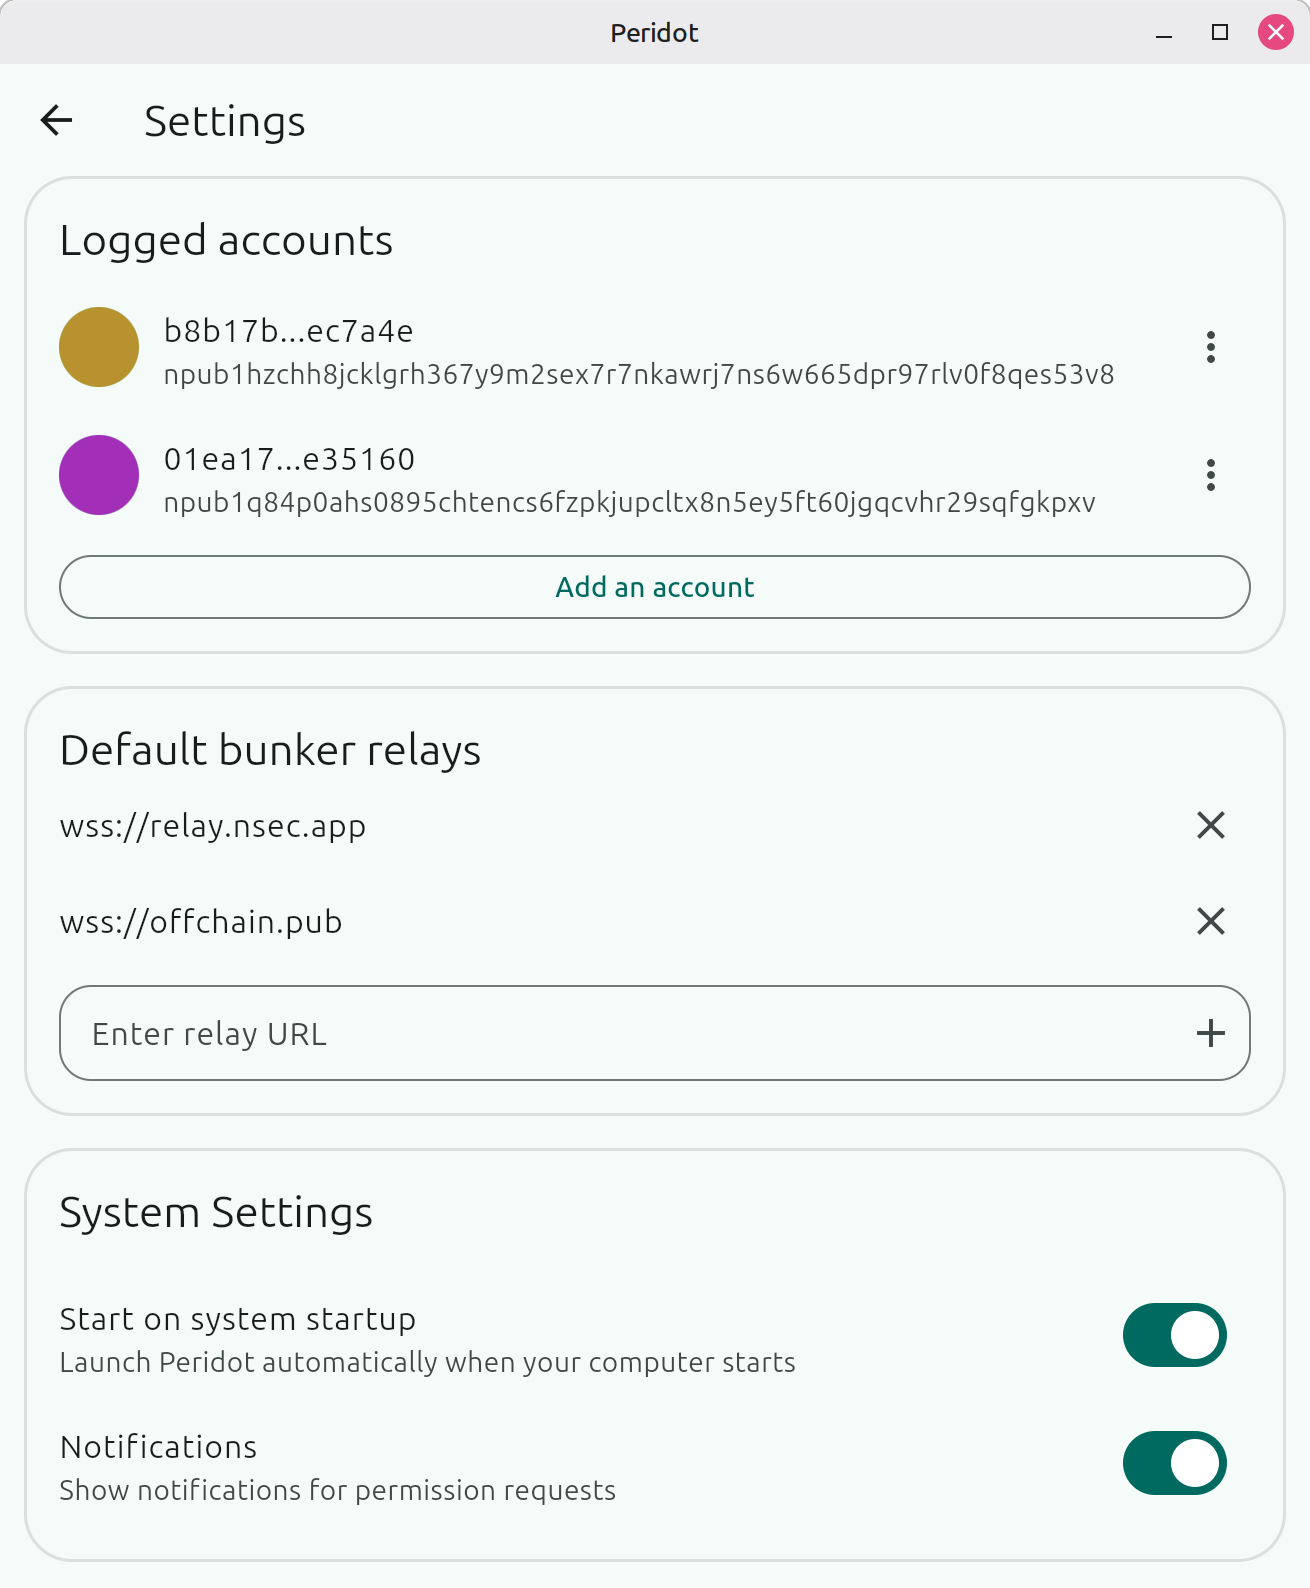 Peridot
Settings
Logged accounts
b8b17b...ec7a4e
npub1hzchh8jcklgrh367y9m2sex7r7nkawrj7ns6w665dpr97rlv0f8qes53v8
01ea17...e35160
npub1q84p0ahs0895chtencs6fzpkjupcltx8n5ey5ft60jgqcvhr29sqfgkpxv
Add an account
Default bunker relays
wss://relay.nsec.app
wss://offchain.pub
Enter relay URL
System Settings
Start on system startup
Launch Peridot automatically when your computer starts
Notifications
Show notifications for permission requests